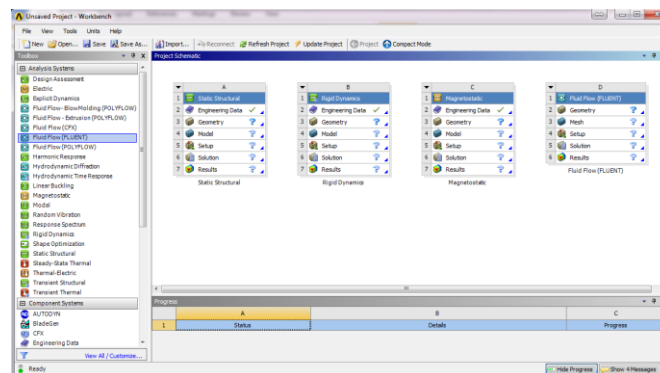 Unsaved Project - Workbench
File View Tools Units Help
New Open... Save Save As... Import... Reconnect Refresh Project Update Project Project Compact Mode
Toolbox
Project Schematic
Analysis Systems
Design Assessment
Electric
Explicit Dynamics
Fluid Flow - BlowMolding (POLYFLOW)
Fluid Flow - Extrusion (POLYFLOW)
Fluid Flow (CFX)
Fluid Flow (FLUENT)
Fluid Flow (POLYFLOW)
Harmonic Response
Hydrodynamic Diffraction
Hydrodynamic Time Response
Linear Buckling
Magnetostatic
Model
Random Vibration
Response Spectrum
Rigid Dynamics
Shape Optimization
Static Structural
Steady-State Thermal
Thermal-Electric
Transient Structural
Transient Thermal
Component Systems
AUTODYN
BladeGen
CFX
Engineering Data
View All / Customize...
A
1 Static Structural
2 Engineering Data
3 Geometry
4 Model
5 Setup
6 Solution
7 Results
Static Structural
B
1 Rigid Dynamics
2 Engineering Data
3 Geometry
4 Model
5 Setup
6 Solution
7 Results
Rigid Dynamics
C
1 Magnetostatic
2 Engineering Data
3 Geometry
4 Model
5 Setup
6 Solution
7 Results
Magnetostatic
D
1 Fluid Flow (FLUENT)
2 Geometry
3 Mesh
4 Setup
5 Solution
6 Results
Fluid Flow (FLUENT)
Progress
A B C
1 Status Details Progress
Ready
Hide Progress Show 4 Messages